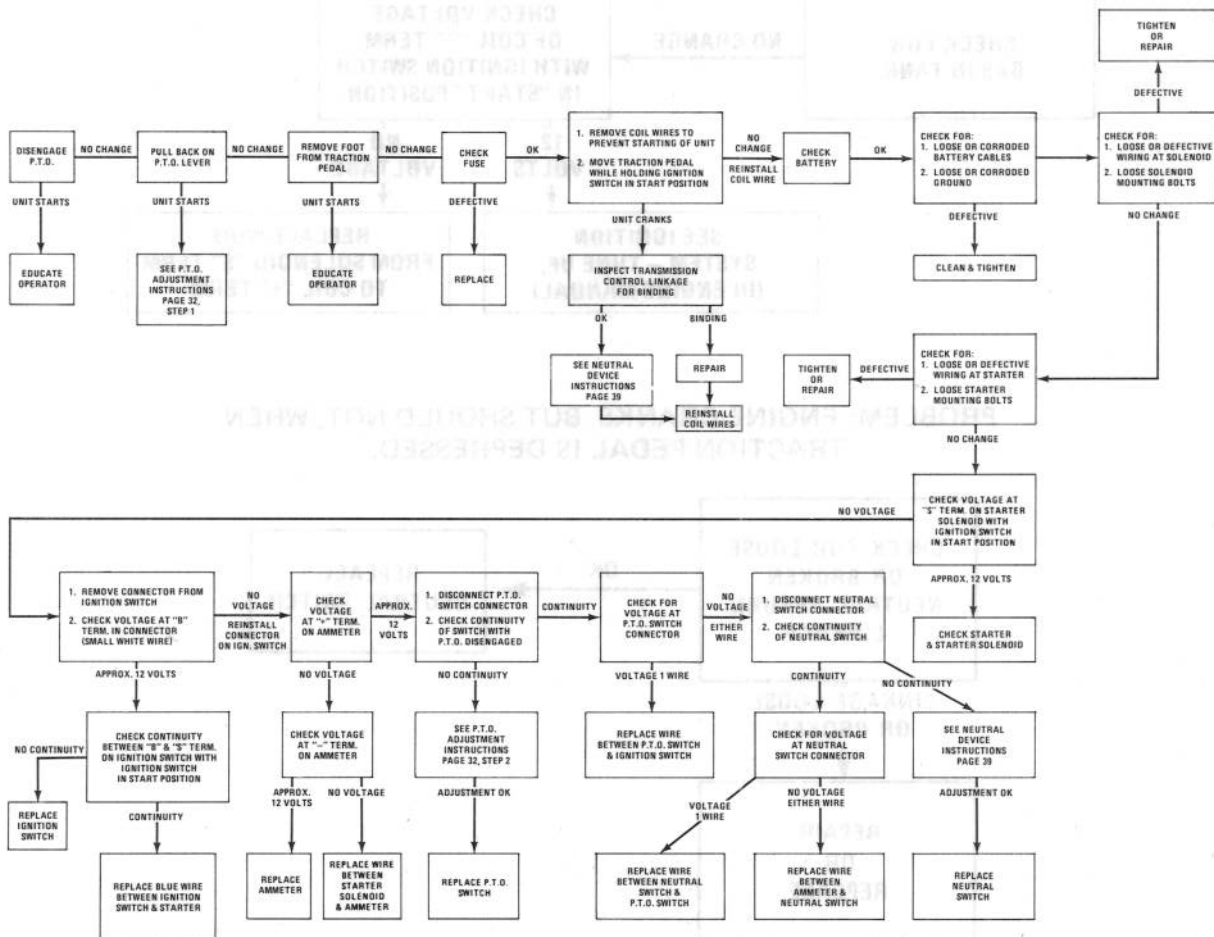 TIGHTEN
OR
REPAIR
DEFECTIVE
DISENGAGE
P.T.O.
NO CHANGE
PULL BACK ON
P.T.O. LEVER
NO CHANGE
REMOVE FOOT
FROM TRACTION
PEDAL
NO CHANGE
CHECK
FUSE
OK
1. REMOVE COIL WIRES TO
PREVENT STARTING OF UNIT
2. MOVE TRACTION PEDAL
WHILE HOLDING IGNITION
SWITCH IN START POSITION
NO
CHANGE
REINSTALL
COIL WIRE
CHECK
BATTERY
OK
CHECK FOR:
1. LOOSE OR CORRODED
BATTERY CABLES
2. LOOSE OR CORRODED
GROUND
CHECK FOR:
1. LOOSE OR DEFECTIVE
WIRING AT SOLENOID
2. LOOSE SOLENOID
MOUNTING BOLTS
UNIT STARTS
UNIT STARTS
UNIT STARTS
DEFECTIVE
UNIT CRANKS
DEFECTIVE
NO CHANGE
EDUCATE
OPERATOR
SEE P.T.O.
ADJUSTMENT
INSTRUCTIONS
PAGE 32,
STEP 1
EDUCATE
OPERATOR
REPLACE
INSPECT TRANSMISSION
CONTROL LINKAGE
FOR BINDING
CLEAN & TIGHTEN
OK
BINDING
SEE NEUTRAL
DEVICE
INSTRUCTIONS
PAGE 39
REPAIR
REINSTALL
COIL WIRES
TIGHTEN
OR
REPAIR
DEFECTIVE
CHECK FOR:
1. LOOSE OR DEFECTIVE
WIRING AT STARTER
2. LOOSE STARTER
MOUNTING BOLTS
NO CHANGE
NO VOLTAGE
CHECK VOLTAGE AT
"S" TERM. ON STARTER
SOLENOID WITH
IGNITION SWITCH
IN START POSITION
APPROX. 12 VOLTS
CHECK STARTER
& STARTER SOLENOID
1. REMOVE CONNECTOR FROM
IGNITION SWITCH
2. CHECK VOLTAGE AT "B"
TERM. IN CONNECTOR
(SMALL WHITE WIRE)
NO
VOLTAGE
REINSTALL
CONNECTOR
ON IGN. SWITCH
CHECK
VOLTAGE
AT "+" TERM.
ON AMMETER
APPROX.
12
VOLTS
1. DISCONNECT P.T.O.
SWITCH CONNECTOR
2. CHECK CONTINUITY
OF SWITCH WITH
P.T.O. DISENGAGED
CONTINUITY
CHECK FOR
VOLTAGE AT
P.T.O. SWITCH
CONNECTOR
NO
VOLTAGE
EITHER
WIRE
1. DISCONNECT NEUTRAL
SWITCH CONNECTOR
2. CHECK CONTINUITY
OF NEUTRAL SWITCH
APPROX. 12 VOLTS
NO VOLTAGE
NO CONTINUITY
VOLTAGE 1 WIRE
CONTINUITY
NO CONTINUITY
NO CONTINUITY
CHECK CONTINUITY
BETWEEN "B" & "S" TERM.
ON IGNITION SWITCH WITH
IGNITION SWITCH
IN START POSITION
CHECK VOLTAGE
AT "–" TERM.
ON AMMETER
SEE P.T.O.
ADJUSTMENT
INSTRUCTIONS
PAGE 32, STEP 2
REPLACE WIRE
BETWEEN P.T.O. SWITCH
& IGNITION SWITCH
CHECK FOR VOLTAGE
AT NEUTRAL
SWITCH CONNECTOR
SEE NEUTRAL
DEVICE
INSTRUCTIONS
PAGE 39
REPLACE
IGNITION
SWITCH
CONTINUITY
APPROX.
12 VOLTS
NO VOLTAGE
ADJUSTMENT OK
VOLTAGE
1 WIRE
NO VOLTAGE
EITHER WIRE
ADJUSTMENT OK
REPLACE BLUE WIRE
BETWEEN IGNITION
SWITCH & STARTER
REPLACE
AMMETER
REPLACE WIRE
BETWEEN
STARTER
SOLENOID
& AMMETER
REPLACE P.T.O.
SWITCH
REPLACE WIRE
BETWEEN NEUTRAL
SWITCH &
P.T.O. SWITCH
REPLACE WIRE
BETWEEN
AMMETER &
NEUTRAL SWITCH
REPLACE
NEUTRAL
SWITCH